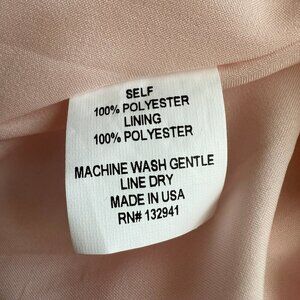 SELF
100% POLYESTER
LINING
100% POLYESTER
MACHINE WASH GENTLE
LINE DRY
MADE IN USA
RN# 132941